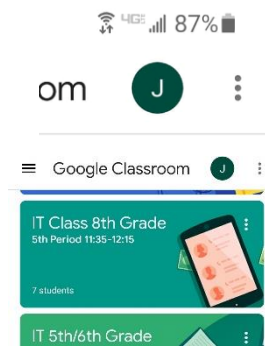 4GE 87%
om J
Google Classroom J
IT Class 8th Grade
5th Period 11:35-12:15
7 students
IT 5th/6th Grade